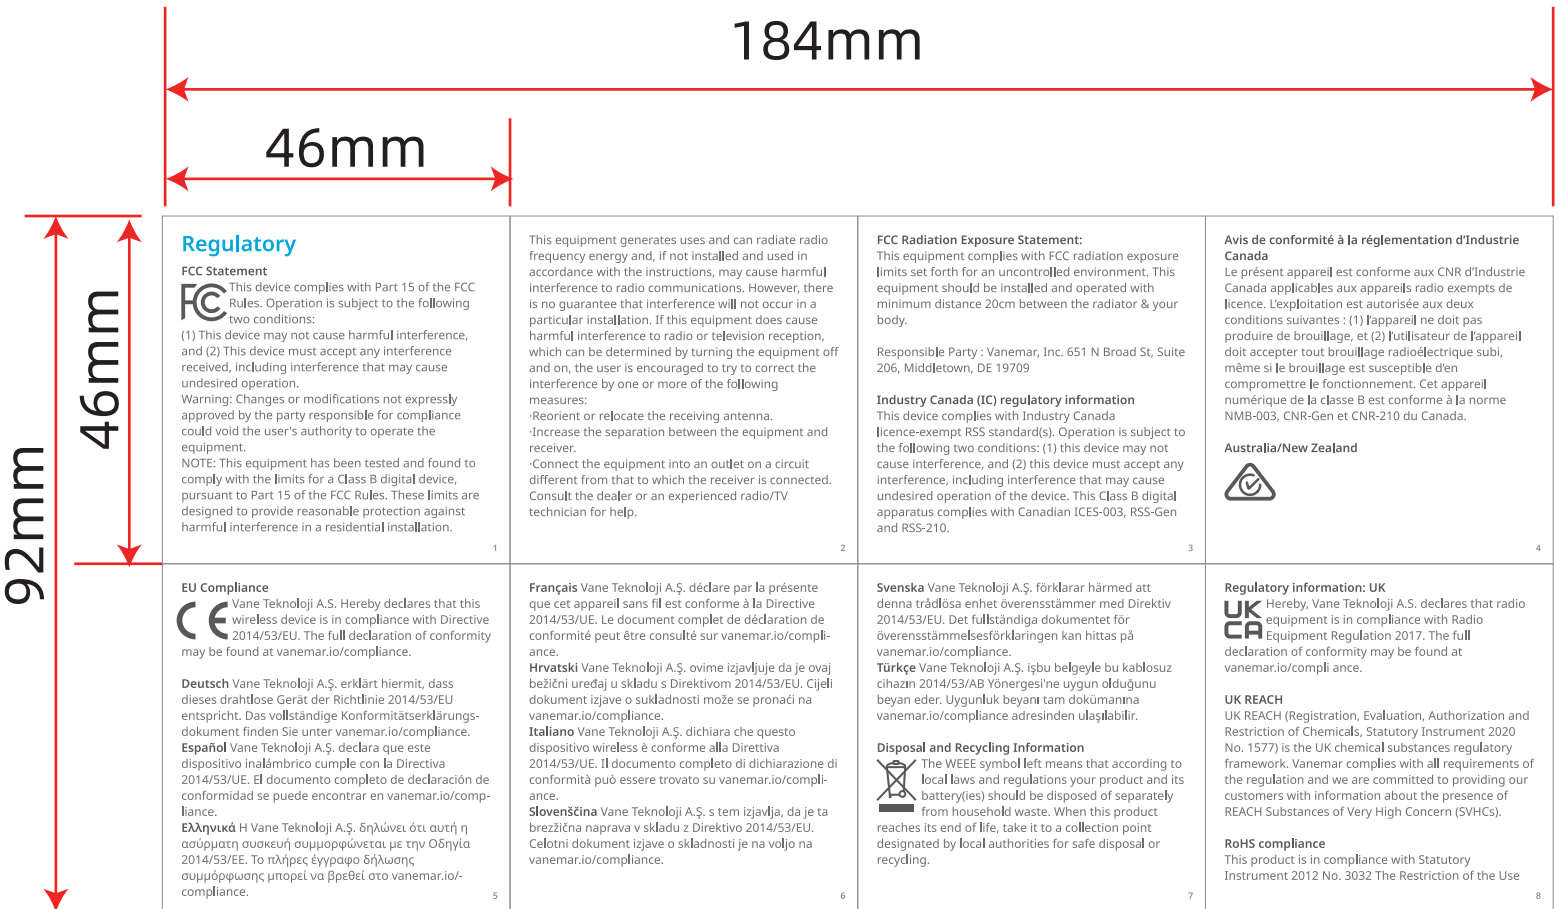 184mm
46mm
46mm
92mm
Regulatory
FCC Statement
This device complies with Part 15 of the FCC
Rules. Operation is subject to the following
two conditions:
(1) This device may not cause harmful interference,
and (2) This device must accept any interference
received, including interference that may cause
undesired operation.
Warning: Changes or modifications not expressly
approved by the party responsible for compliance
could void the user's authority to operate the
equipment.
NOTE: This equipment has been tested and found to
comply with the limits for a Class B digital device,
pursuant to Part 15 of the FCC Rules. These limits are
designed to provide reasonable protection against
harmful interference in a residential installation.
1
This equipment generates uses and can radiate radio
frequency energy and, if not installed and used in
accordance with the instructions, may cause harmful
interference to radio communications. However, there
is no guarantee that interference will not occur in a
particular installation. If this equipment does cause
harmful interference to radio or television reception,
which can be determined by turning the equipment off
and on, the user is encouraged to try to correct the
interference by one or more of the following
measures:
·Reorient or relocate the receiving antenna.
·Increase the separation between the equipment and
receiver.
·Connect the equipment into an outlet on a circuit
different from that to which the receiver is connected.
Consult the dealer or an experienced radio/TV
technician for help.
2
FCC Radiation Exposure Statement:
This equipment complies with FCC radiation exposure
limits set forth for an uncontrolled environment. This
equipment should be installed and operated with
minimum distance 20cm between the radiator & your
body.
Responsible Party : Vanemar, Inc. 651 N Broad St, Suite
206, Middletown, DE 19709
Industry Canada (IC) regulatory information
This device complies with Industry Canada
licence-exempt RSS standard(s). Operation is subject to
the following two conditions: (1) this device may not
cause interference, and (2) this device must accept any
interference, including interference that may cause
undesired operation of the device. This Class B digital
apparatus complies with Canadian ICES-003, RSS-Gen
and RSS-210.
3
Avis de conformité à la réglementation d'Industrie
Canada
Le présent appareil est conforme aux CNR d'Industrie
Canada applicables aux appareils radio exempts de
licence. L'exploitation est autorisée aux deux
conditions suivantes : (1) l'appareil ne doit pas
produire de brouillage, et (2) l'utilisateur de l'appareil
doit accepter tout brouillage radioélectrique subi,
même si le brouillage est susceptible d'en
compromettre le fonctionnement. Cet appareil
numérique de la classe B est conforme à la norme
NMB-003, CNR-Gen et CNR-210 du Canada.
Australia/New Zealand
4
EU Compliance
Vane Teknoloji A.S. Hereby declares that this
wireless device is in compliance with Directive
2014/53/EU. The full declaration of conformity
may be found at vanemar.io/compliance.
Deutsch Vane Teknoloji A.Ş. erklärt hiermit, dass
dieses drahtlose Gerät der Richtlinie 2014/53/EU
entspricht. Das vollständige Konformitätserklärungs-
dokument finden Sie unter vanemar.io/compliance.
Español Vane Teknoloji A.Ş. declara que este
dispositivo inalámbrico cumple con la Directiva
2014/53/UE. El documento completo de declaración de
conformidad se puede encontrar en vanemar.io/comp-
liance.
Ελληνικά Η Vane Teknoloji A.Ş. δηλώνει ότι αυτή η
ασύρματη συσκευή συμμορφώνεται με την Οδηγία
2014/53/ΕΕ. Το πλήρες έγγραφο δήλωσης
συμμόρφωσης μπορεί να βρεθεί στο vanemar.io/-
compliance.
5
Français Vane Teknoloji A.Ş. déclare par la présente
que cet appareil sans fil est conforme à la Directive
2014/53/UE. Le document complet de déclaration de
conformité peut être consulté sur vanemar.io/compli-
ance.
Hrvatski Vane Teknoloji A.Ş. ovime izjavljuje da je ovaj
bežični uređaj u skladu s Direktivom 2014/53/EU. Cijeli
dokument izjave o sukladnosti može se pronaći na
vanemar.io/compliance.
Italiano Vane Teknoloji A.Ş. dichiara che questo
dispositivo wireless è conforme alla Direttiva
2014/53/UE. Il documento completo di dichiarazione di
conformità può essere trovato su vanemar.io/compli-
ance.
Slovenščina Vane Teknoloji A.Ş. s tem izjavlja, da je ta
brezžična naprava v skladu z Direktivo 2014/53/EU.
Celotni dokument izjave o skladnosti je na voljo na
vanemar.io/compliance.
6
Svenska Vane Teknoloji A.Ş. förklarar härmed att
denna trådlösa enhet överensstämmer med Direktiv
2014/53/EU. Det fullständiga dokumentet för
överensstämmelsesförklaringen kan hittas på
vanemar.io/compliance.
Türkçe Vane Teknoloji A.Ş. işbu belgeyle bu kablosuz
cihazın 2014/53/AB Yönergesi'ne uygun olduğunu
beyan eder. Uygunluk beyanı tam dokümanına
vanemar.io/compliance adresinden ulaşılabilir.
Disposal and Recycling Information
The WEEE symbol left means that according to
local laws and regulations your product and its
battery(ies) should be disposed of separately
from household waste. When this product
reaches its end of life, take it to a collection point
designated by local authorities for safe disposal or
recycling.
7
Regulatory information: UK
UK
CA
Hereby, Vane Teknoloji A.S. declares that radio
equipment is in compliance with Radio
Equipment Regulation 2017. The full
declaration of conformity may be found at
vanemar.io/compli ance.
UK REACH
UK REACH (Registration, Evaluation, Authorization and
Restriction of Chemicals, Statutory Instrument 2020
No. 1577) is the UK chemical substances regulatory
framework. Vanemar complies with all requirements of
the regulation and we are committed to providing our
customers with information about the presence of
REACH Substances of Very High Concern (SVHCs).
RoHS compliance
This product is in compliance with Statutory
Instrument 2012 No. 3032 The Restriction of the Use
8